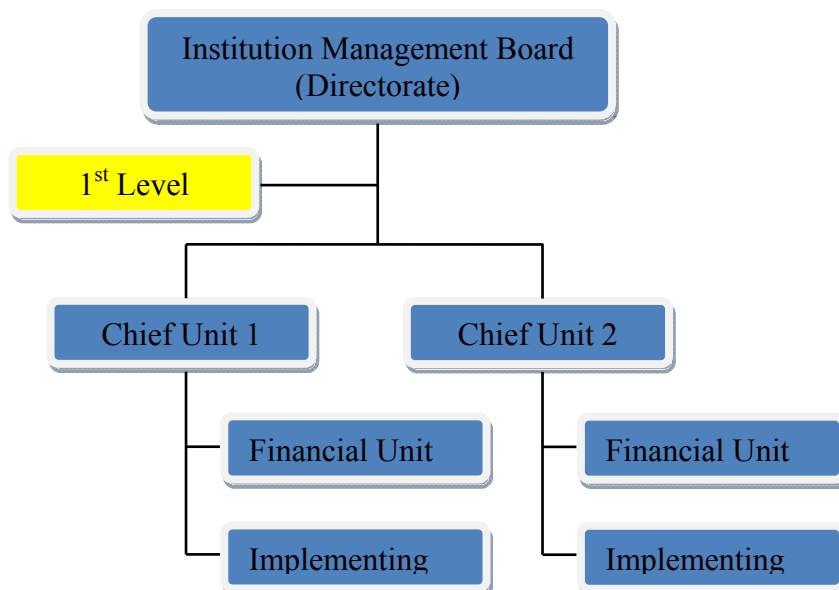 Institution Management Board
(Directorate)
1st Level
Chief Unit 1
Chief Unit 2
Financial Unit
Financial Unit
Implementing
Implementing